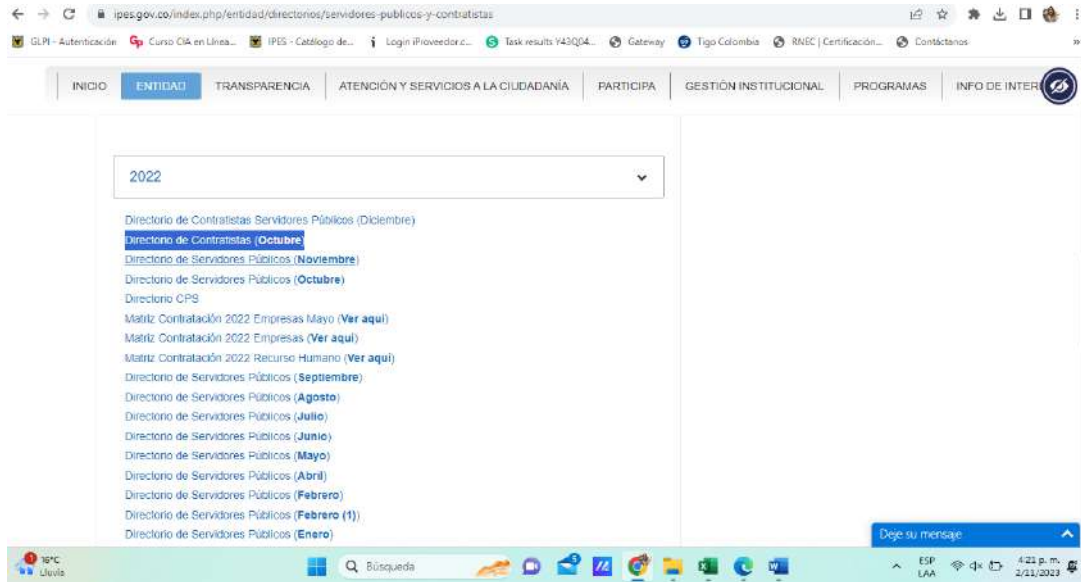 ipes.gov.co/index.php/entidad/directorios/servidores-publicos-y-contratistas
GLPI - Autenticación Curso CIA en Línea... IPES - Catálogo de... Login iProveedor.c... Task results Y43Q04... Gateway Tigo Colombia RNEC | Certificación... Contáctanos
INICIO ENTIDAD TRANSPARENCIA ATENCIÓN Y SERVICIOS A LA CIUDADANÍA PARTICIPA GESTIÓN INSTITUCIONAL PROGRAMAS INFO DE INTER
2022
Directorio de Contratistas Servidores Públicos (Diciembre)
Directorio de Contratistas (Octubre)
Directorio de Servidores Públicos (Noviembre)
Directorio de Servidores Públicos (Octubre)
Directorio CPS
Matriz Contratación 2022 Empresas Mayo (Ver aquí)
Matriz Contratación 2022 Empresas (Ver aquí)
Matriz Contratación 2022 Recurso Humano (Ver aquí)
Directorio de Servidores Públicos (Septiembre)
Directorio de Servidores Públicos (Agosto)
Directorio de Servidores Públicos (Julio)
Directorio de Servidores Públicos (Junio)
Directorio de Servidores Públicos (Mayo)
Directorio de Servidores Públicos (Abril)
Directorio de Servidores Públicos (Febrero)
Directorio de Servidores Públicos (Febrero (1))
Directorio de Servidores Públicos (Enero)
Deje su mensaje
16°C
Lluvia
Búsqueda
ESP
LAA
4:21 p. m.
2/11/2023